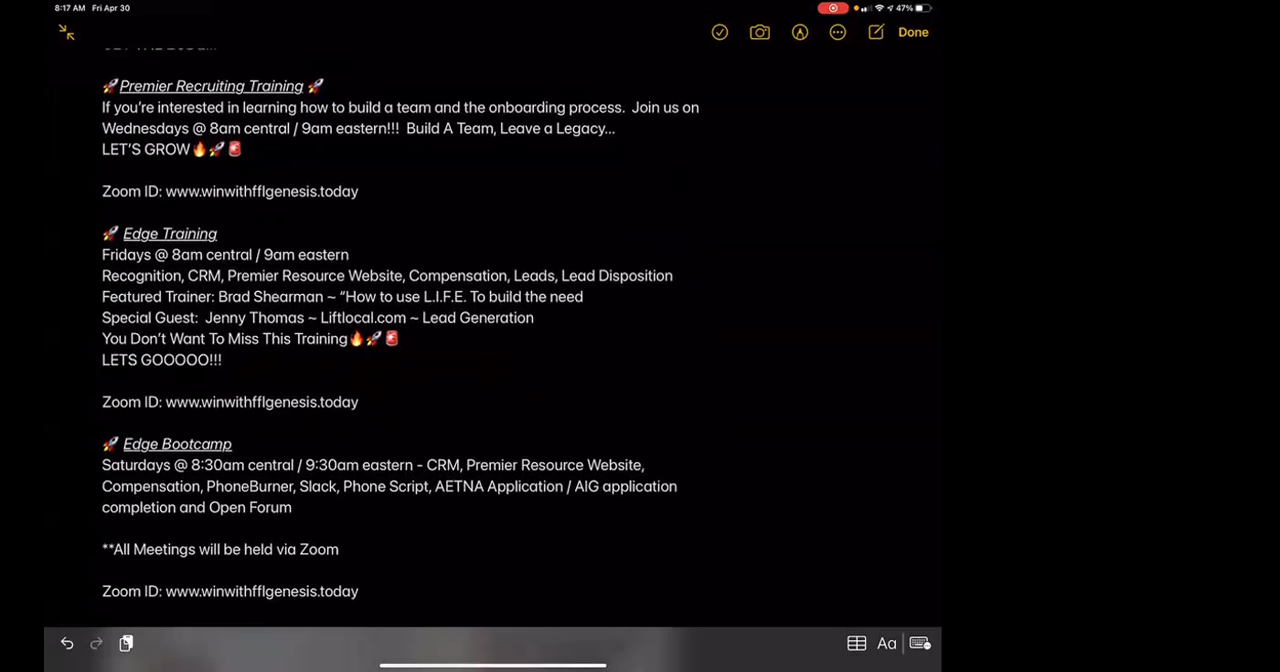 8:17 AM Fri Apr 30
47%
Done
🚀Premier Recruiting Training 🚀
If you’re interested in learning how to build a team and the onboarding process.  Join us on
Wednesdays @ 8am central / 9am eastern!!!  Build A Team, Leave a Legacy...
LET’S GROW🔥🚀🚨
Zoom ID: www.winwithfflgenesis.today
🚀 Edge Training
Fridays @ 8am central / 9am eastern
Recognition, CRM, Premier Resource Website, Compensation, Leads, Lead Disposition
Featured Trainer: Brad Shearman ~ “How to use L.I.F.E. To build the need
Special Guest:  Jenny Thomas ~ Liftlocal.com ~ Lead Generation
You Don’t Want To Miss This Training🔥🚀🚨
LETS GOOOOO!!!
Zoom ID: www.winwithfflgenesis.today
🚀 Edge Bootcamp
Saturdays @ 8:30am central / 9:30am eastern - CRM, Premier Resource Website,
Compensation, PhoneBurner, Slack, Phone Script, AETNA Application / AIG application
completion and Open Forum
**All Meetings will be held via Zoom
Zoom ID: www.winwithfflgenesis.today
Aa